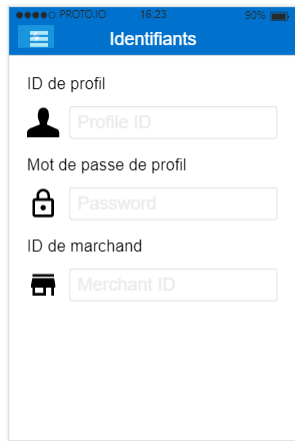 PROTO.IO 16:23 90%
Identifiants
ID de profil
Profile ID
Mot de passe de profil
Password
ID de marchand
Merchant ID